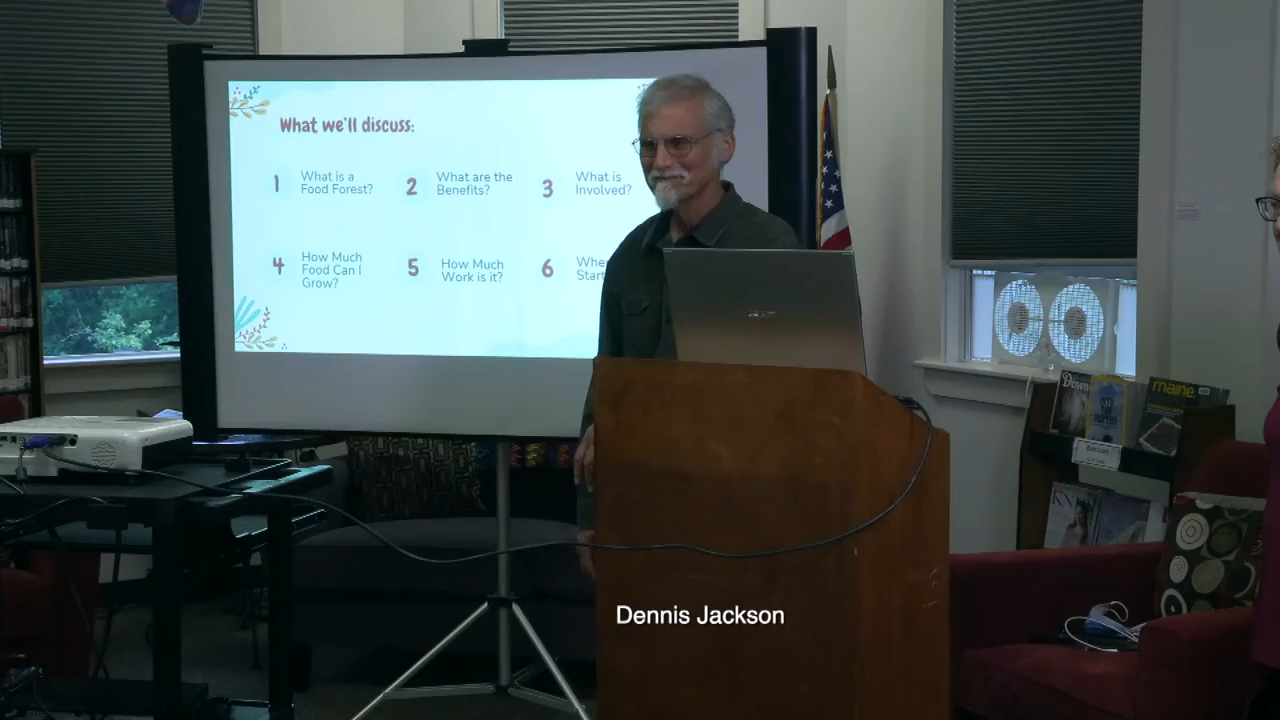 What we'll discuss:
1
What is a
Food Forest?
2
What are the
Benefits?
3
What is
Involved?
4
How Much
Food Can I
Grow?
5
How Much
Work is it?
6
acer
maine.
Dennis Jackson